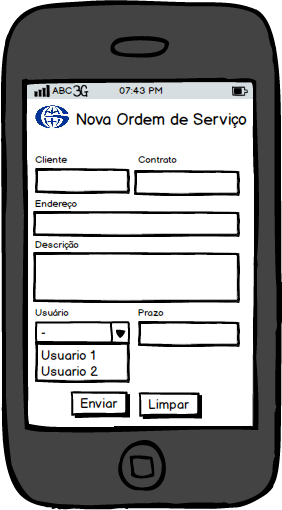 ABC 3G 07:43 PM
Nova Ordem de Serviço
Cliente Contrato
Endereço
Descrição
Usuário Prazo
-
Usuario 1
Usuario 2
Enviar Limpar